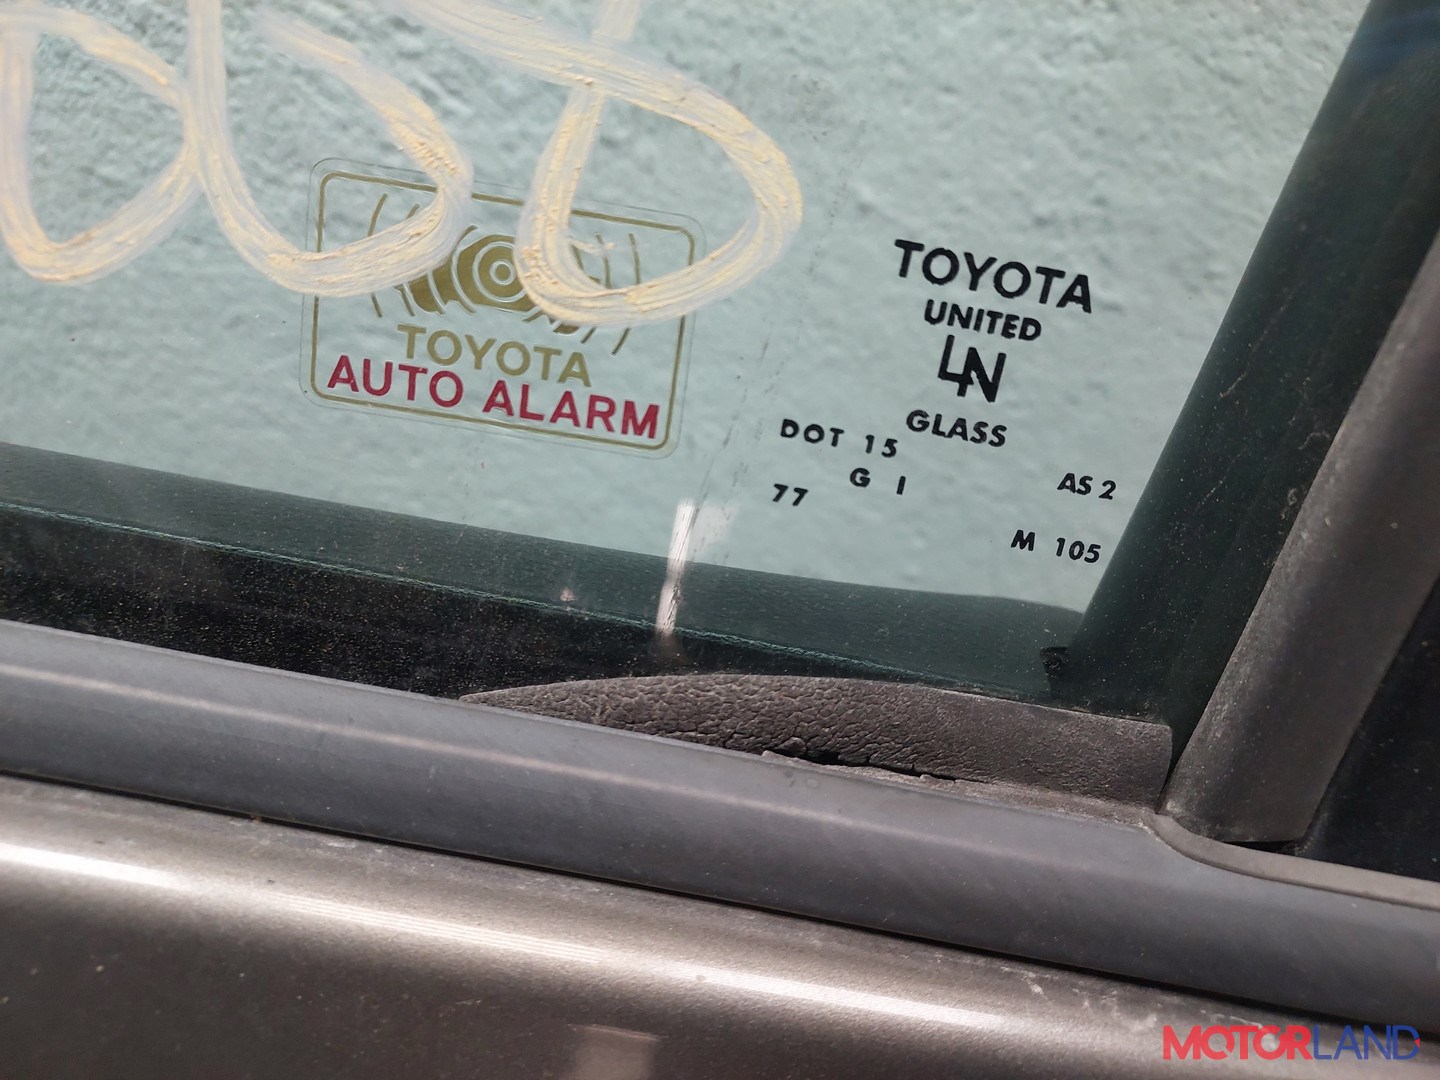 TOYOTA
AUTO ALARM
TOYOTA
UNITED
LN
GLASS
DOT 15
AS 2
G I
77
M 105
MOTORLAND